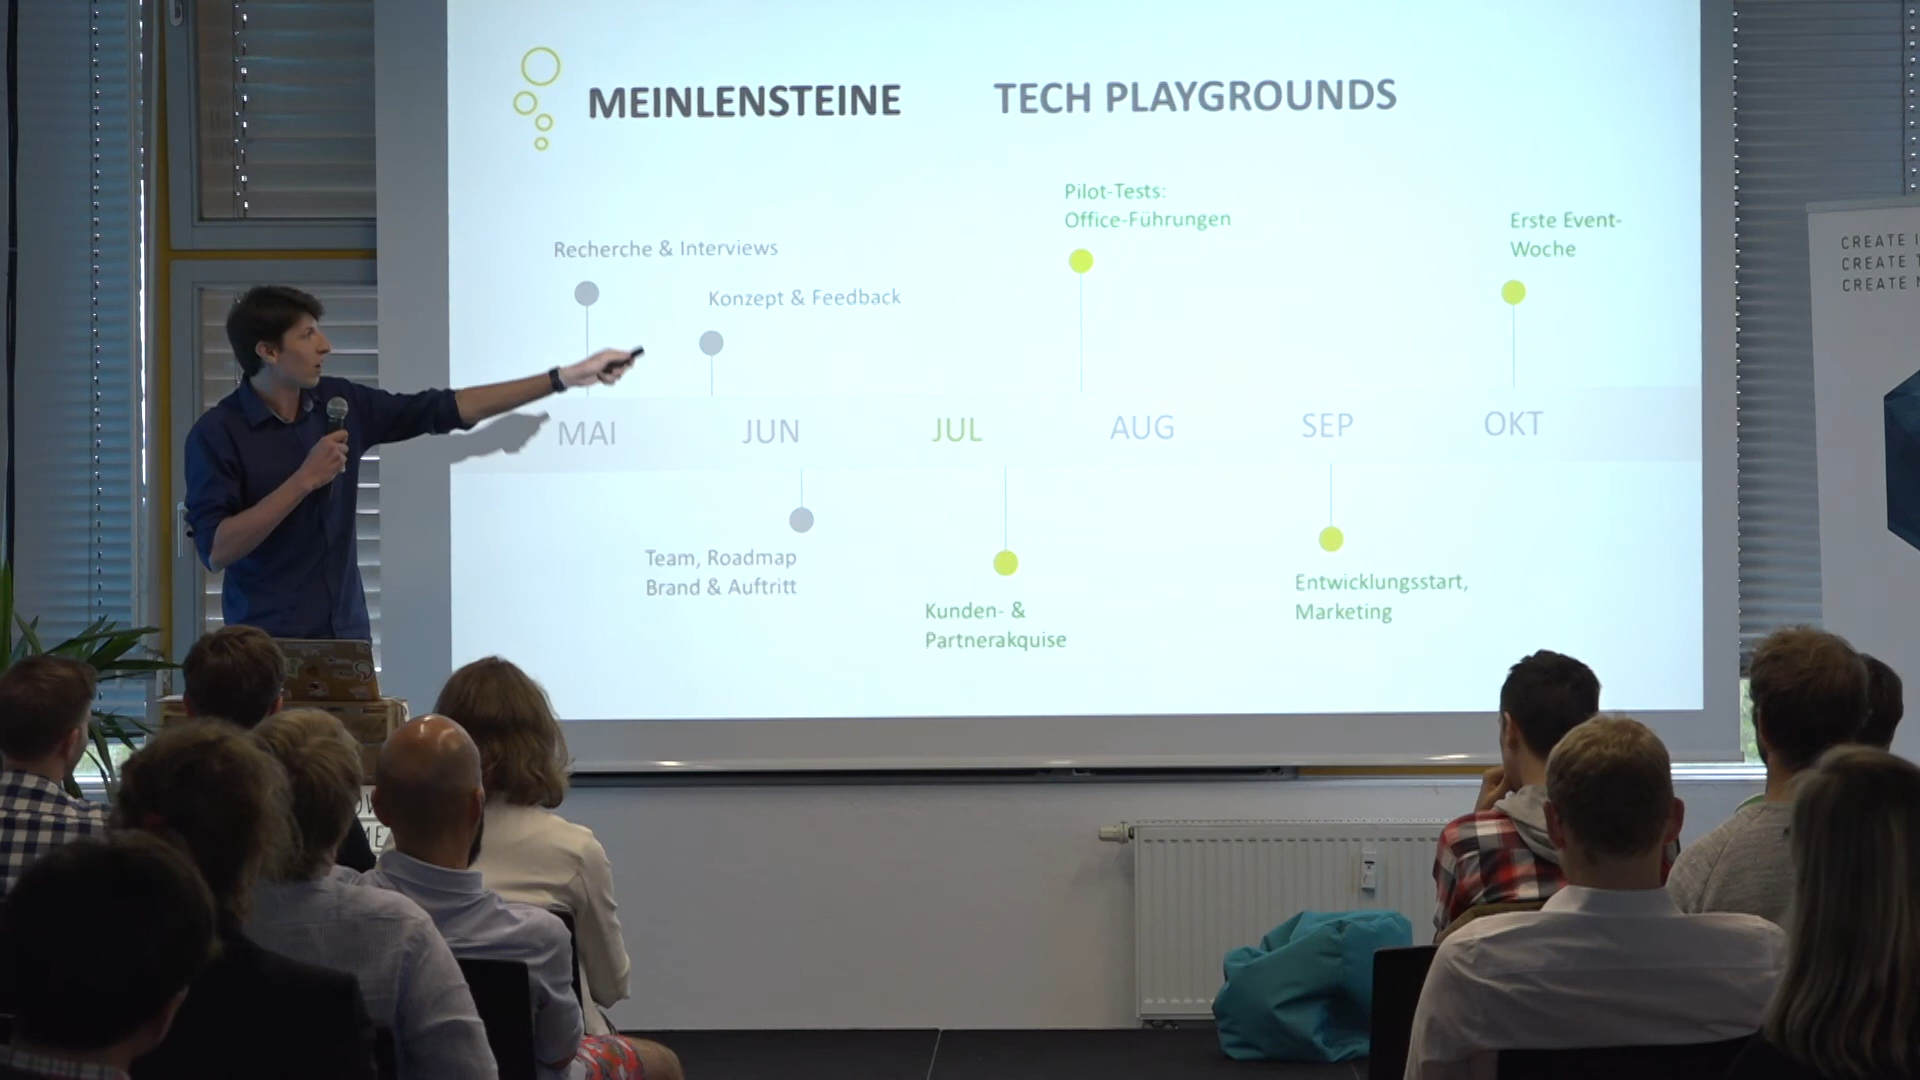 MEINLENSTEINE
TECH PLAYGROUNDS
Pilot-Tests:
Office-Führungen
Erste Event-
Woche
Recherche & Interviews
Konzept & Feedback
MAI
JUN
JUL
AUG
SEP
OKT
Team, Roadmap
Brand & Auftritt
Kunden- &
Partnerakquise
Entwicklungsstart,
Marketing
CREATE
CREATE
CREATE